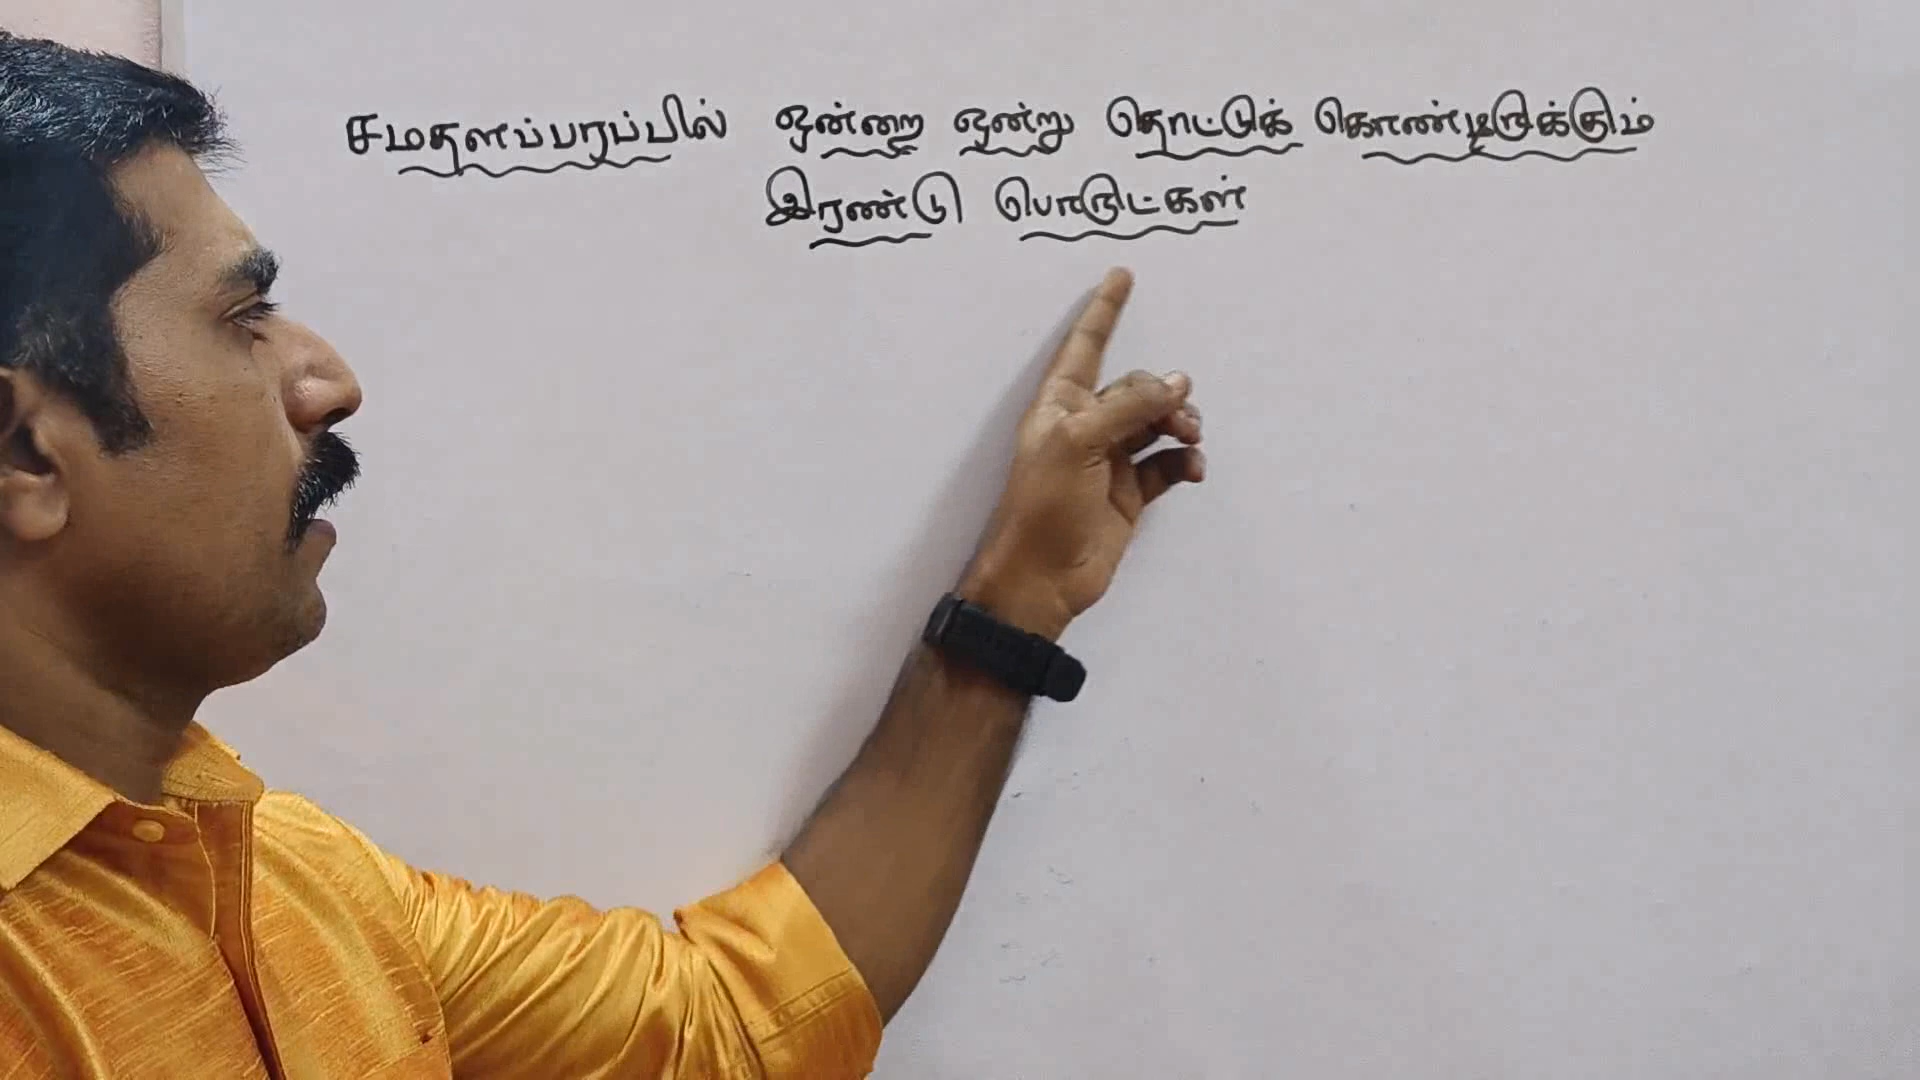 சமதளப்பரப்பில் ஒன்றை ஒன்று தொட்டுக் கொண்டிருக்கும்
இரண்டு பொருட்கள்